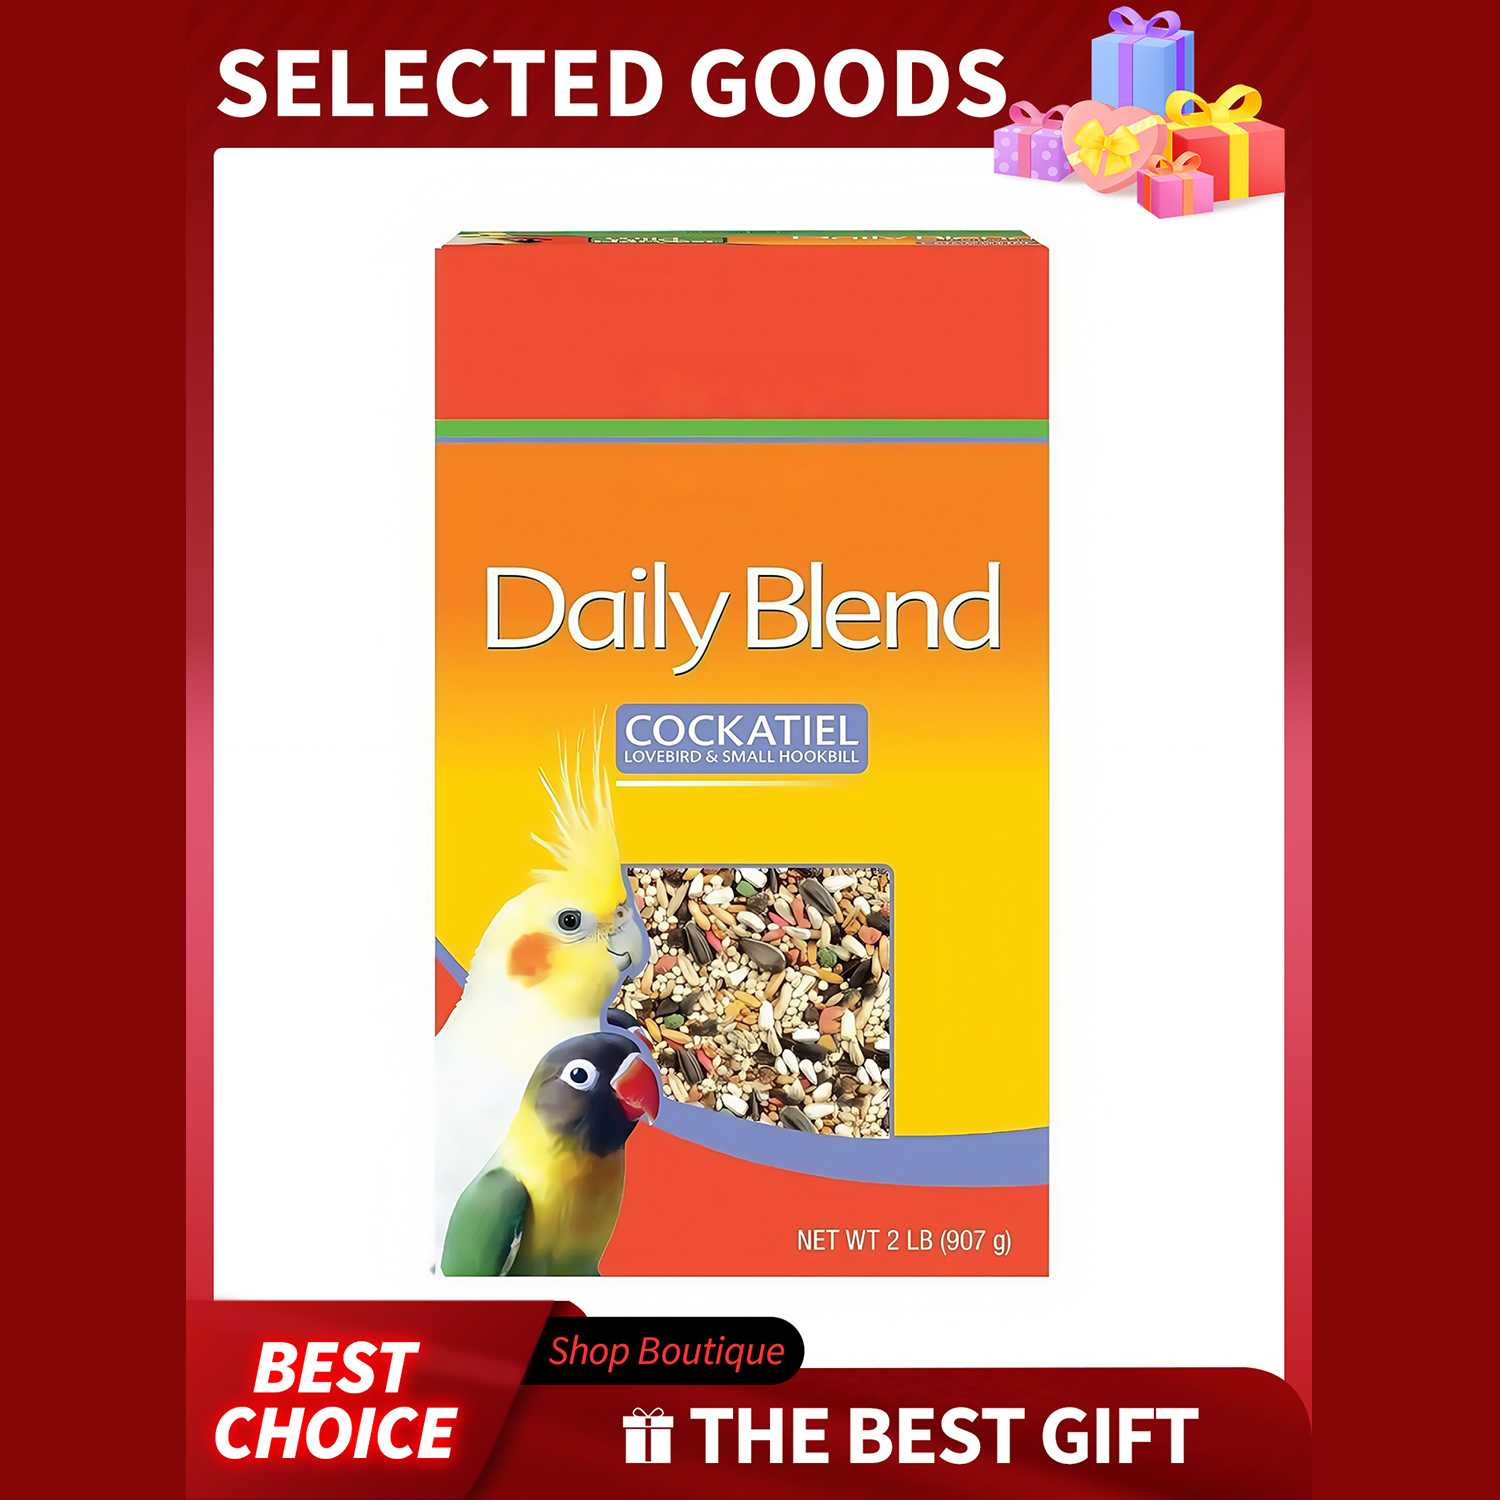 SELECTED GOODS
Daily Blend
COCKATIEL
LOVEBIRD & SMALL HOOKBILL
NET WT 2 LB (907 g)
BEST
CHOICE
Shop Boutique
THE BEST GIFT